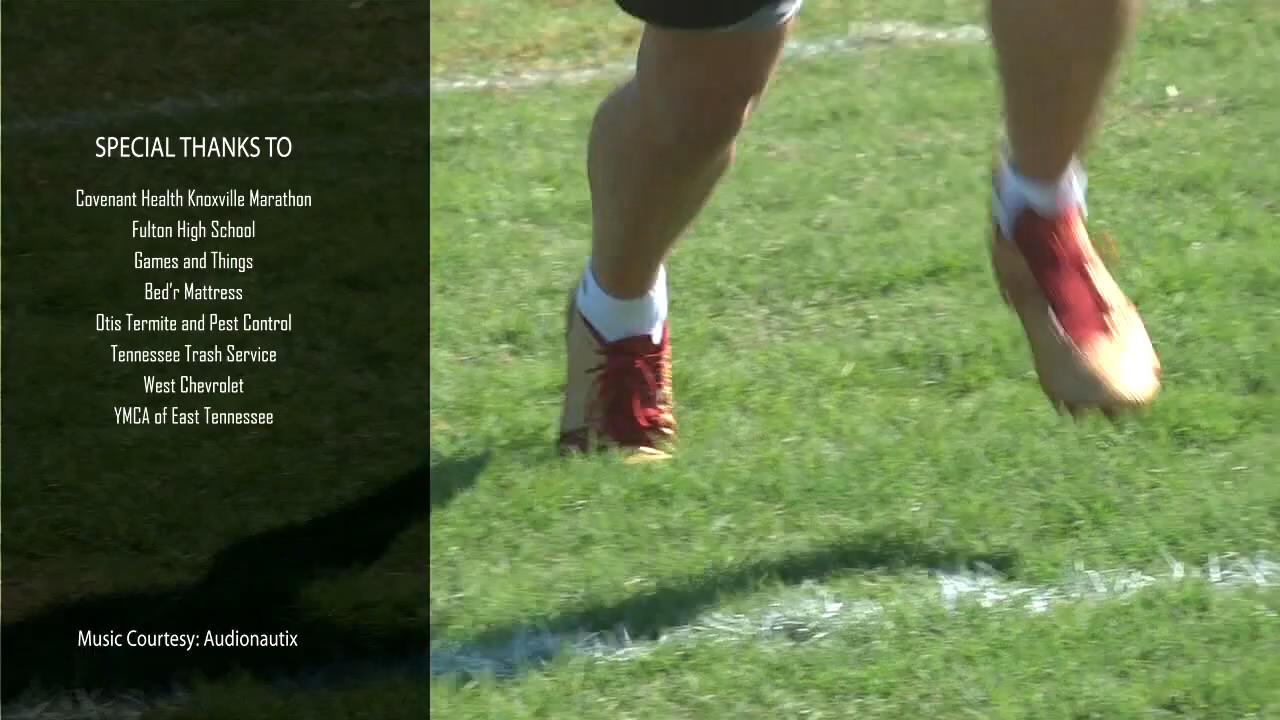 SPECIAL THANKS TO
Covenant Health Knoxville Marathon
Fulton High School
Games and Things
Bed'r Mattress
Otis Termite and Pest Control
Tennessee Trash Service
West Chevrolet
YMCA of East Tennessee
Music Courtesy: Audionautix